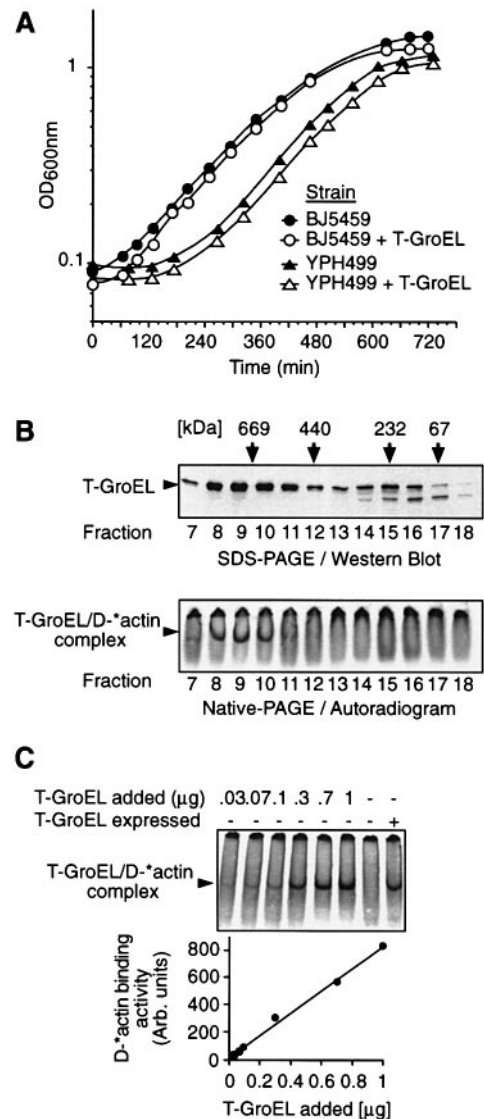 A
1
OD600nm
0.1
Strain
BJ5459
BJ5459 + T-GroEL
YPH499
YPH499 + T-GroEL
0 120 240 360 480 600 720
Time (min)
B
[kDa] 669 440 232 67
T-GroEL
Fraction 7 8 9 10 11 12 13 14 15 16 17 18
SDS-PAGE / Western Blot
T-GroEL/D-*actin
complex
Fraction 7 8 9 10 11 12 13 14 15 16 17 18
Native-PAGE / Autoradiogram
C
T-GroEL added (μg) .03 .07 .1 .3 .7 1 - -
T-GroEL expressed - - - - - - - +
T-GroEL/D-*actin
complex
D-*actin binding
activity
(Arb. units)
800
600
400
200
0
0 0.2 0.4 0.6 0.8 1
T-GroEL added [μg]